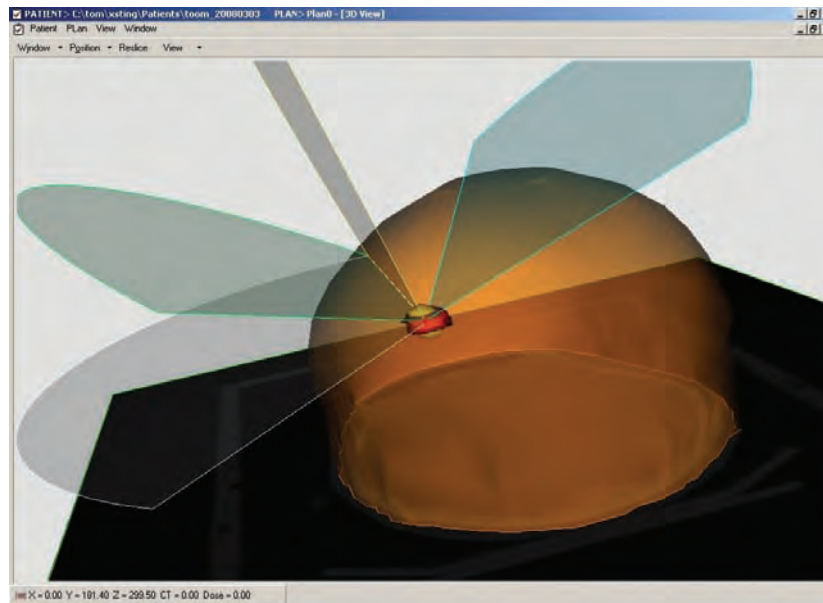 PATIENT> C:\tom\xsting\Patients\toom_20080303 PLAN> Plan0 - [3D View]
Patient PLan View Window
Window Position Reslice View
X = 0.00 Y = 191.40 Z = 299.50 CT = 0.00 Dose = 0.00